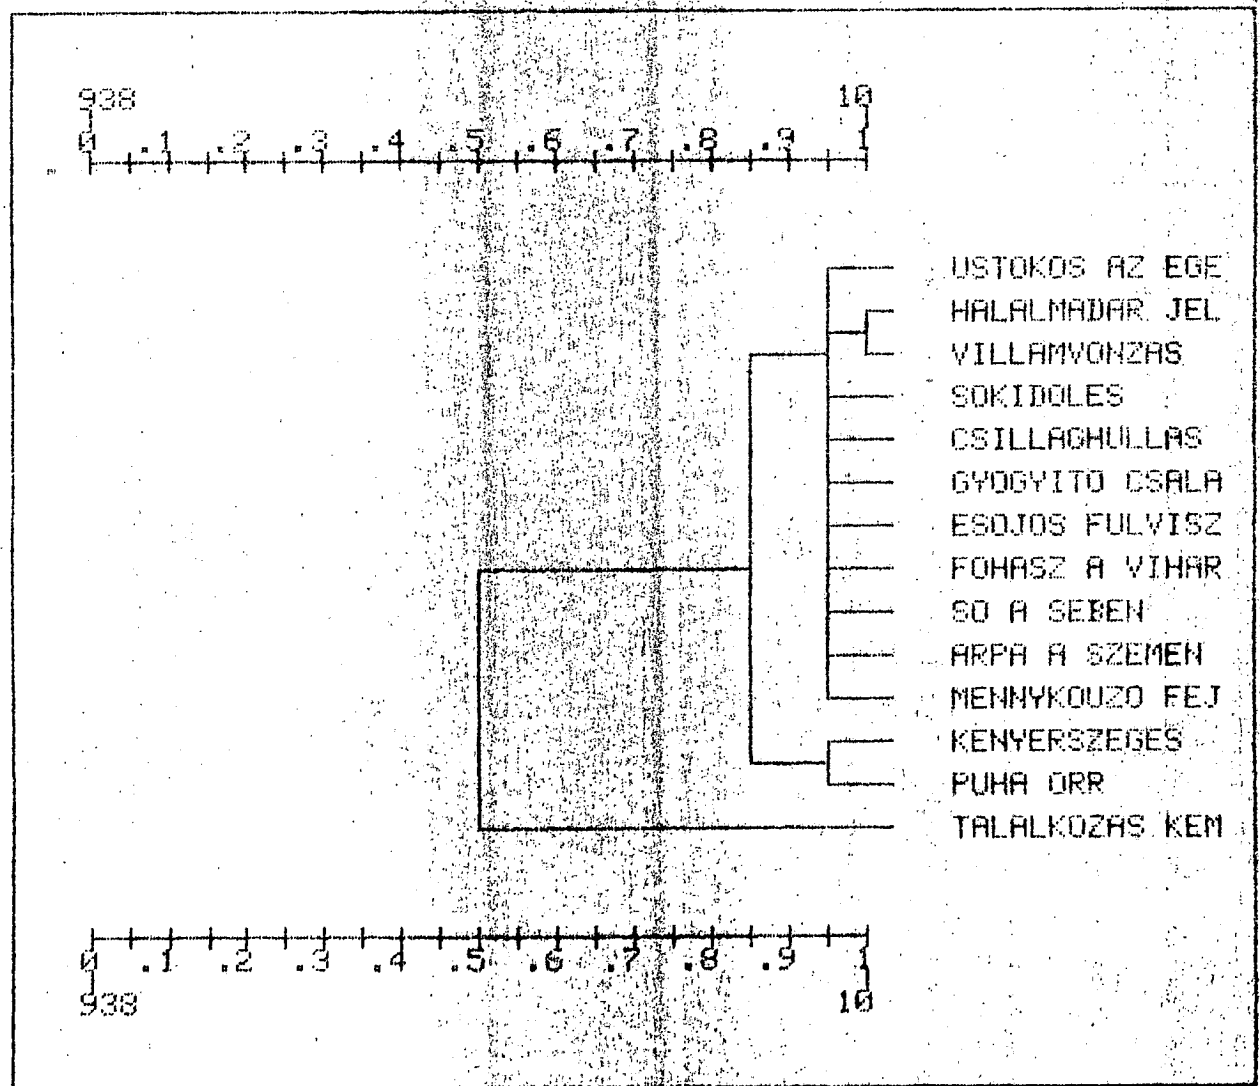 938 10
0 .1 .2 .3 .4 .5 .6 .7 .8 .9 1
USTOKOS AZ EGE
HALALMADAR JEL
VILLAMVONZAS
SOKIDOLES
CSILLAGHULLAS
GYOGYITO CSALA
ESOJOS FULVISZ
FOHASZ A VIHAR
SO A SEBEN
ARPA A SZEMEN
MENNYKOUZO FEJ
KENYERSZEGES
PUHA ORR
TALALKOZAS KEM
0 .1 .2 .3 .4 .5 .6 .7 .8 .9 1
938 10